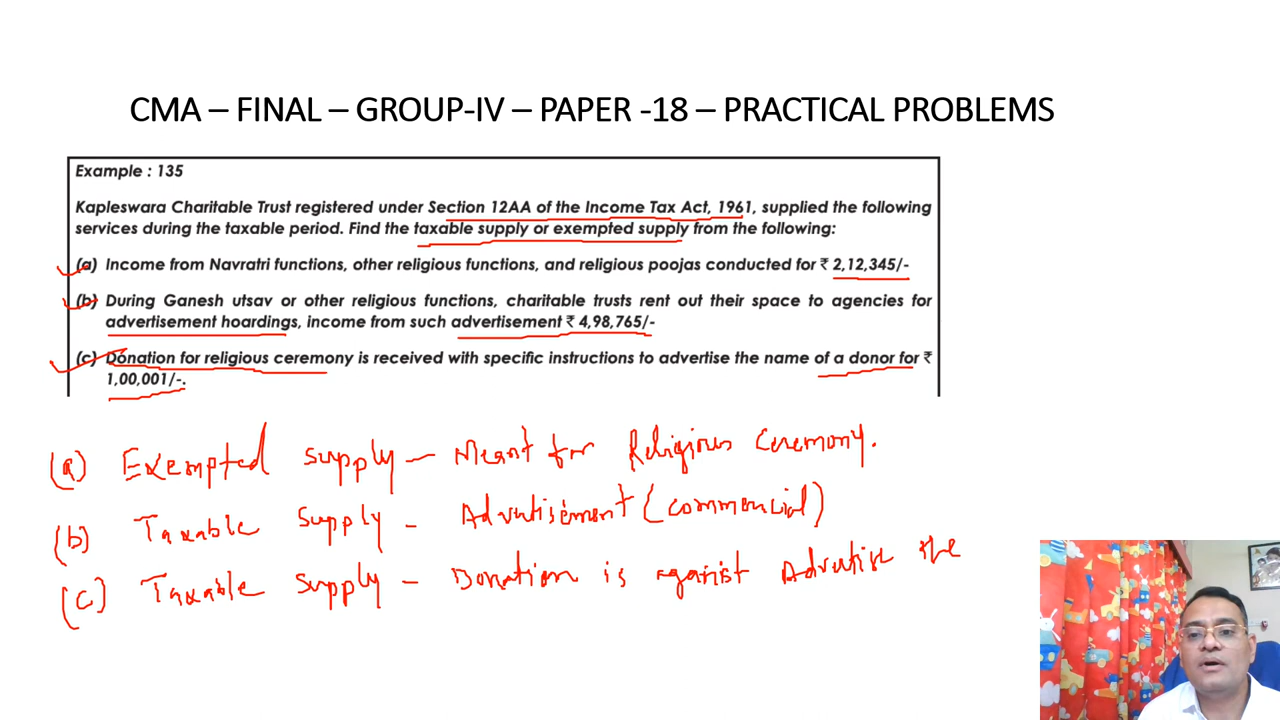 CMA – FINAL – GROUP-IV – PAPER -18 – PRACTICAL PROBLEMS
Example : 135
Kapleswara Charitable Trust registered under Section 12AA of the Income Tax Act, 1961, supplied the following
services during the taxable period. Find the taxable supply or exempted supply from the following:
(a) Income from Navratri functions, other religious functions, and religious poojas conducted for ₹ 2,12,345/-
(b) During Ganesh utsav or other religious functions, charitable trusts rent out their space to agencies for
advertisement hoardings, income from such advertisement ₹ 4,98,765/-
(c) Donation for religious ceremony is received with specific instructions to advertise the name of a donor for ₹
1,00,001/-.
(a) Exempted supply – Meant for Religious Ceremony.
(b) Taxable supply - Advertisement (commercial)
(c) Taxable supply – Donation is against Advertise the